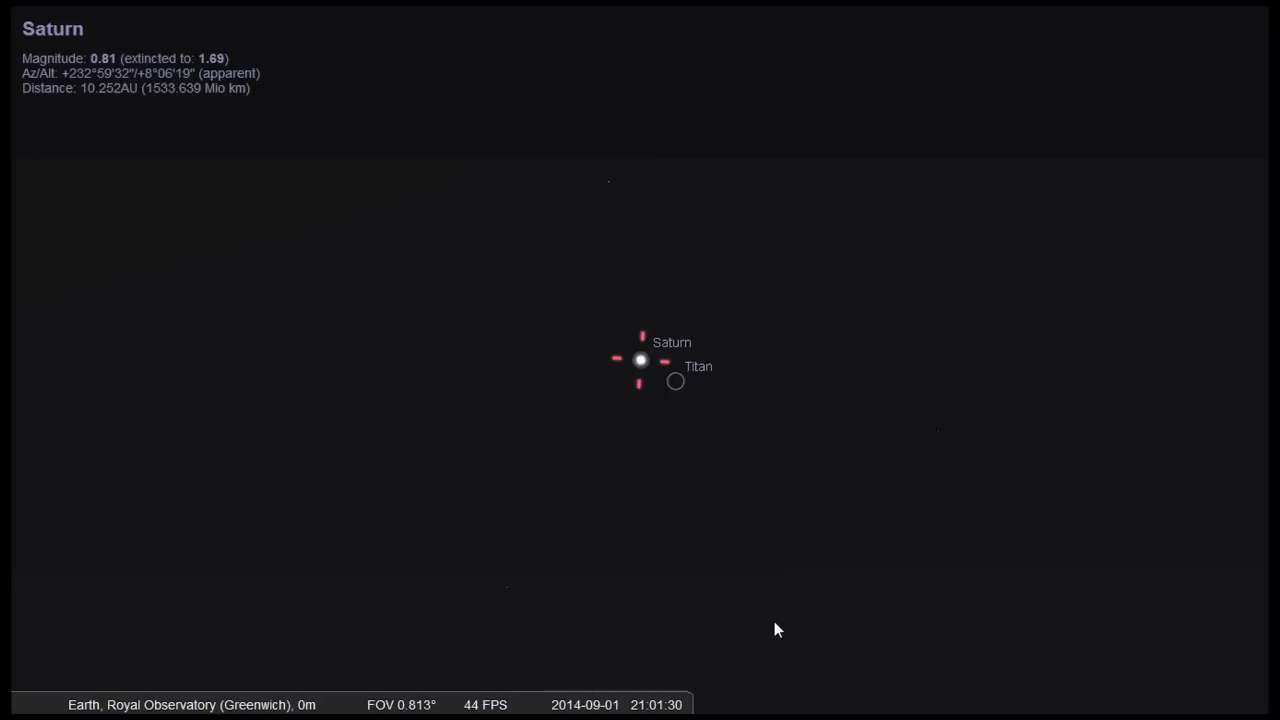 Saturn
Magnitude: 0.81 (extincted to: 1.69)
Az/Alt: +232°59'32"/+8°06'19" (apparent)
Distance: 10.252AU (1533.639 Mio km)
Saturn
Titan
Earth, Royal Observatory (Greenwich), 0m FOV 0.813° 44 FPS 2014-09-01 21:01:30